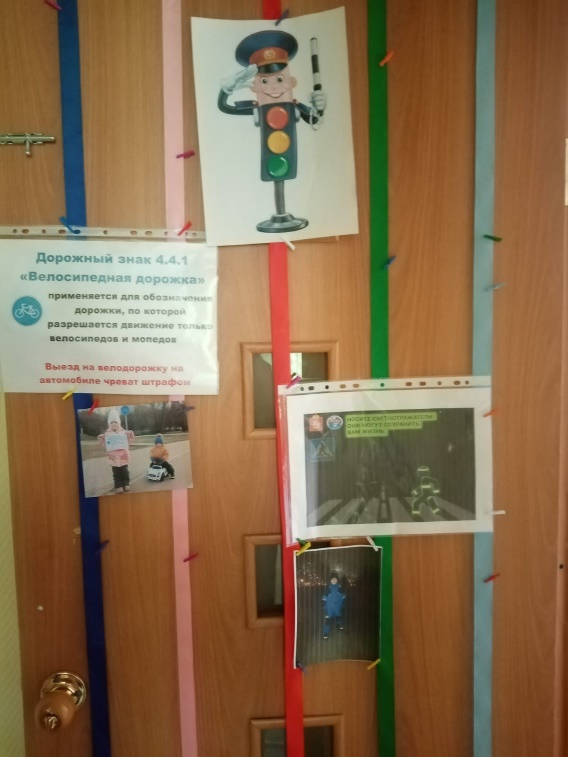 Дорожный знак 4.4.1
«Велосипедная дорожка»
применяется для обозначения
дорожки, по которой
разрешается движение только
велосипедов и мопедов
Выезд на велодорожку на
автомобиле чреват штрафом
НОСИТЕ СВЕТООТРАЖАТЕЛИ
ОНИ МОГУТ СОХРАНИТЬ
ВАМ ЖИЗНЬ